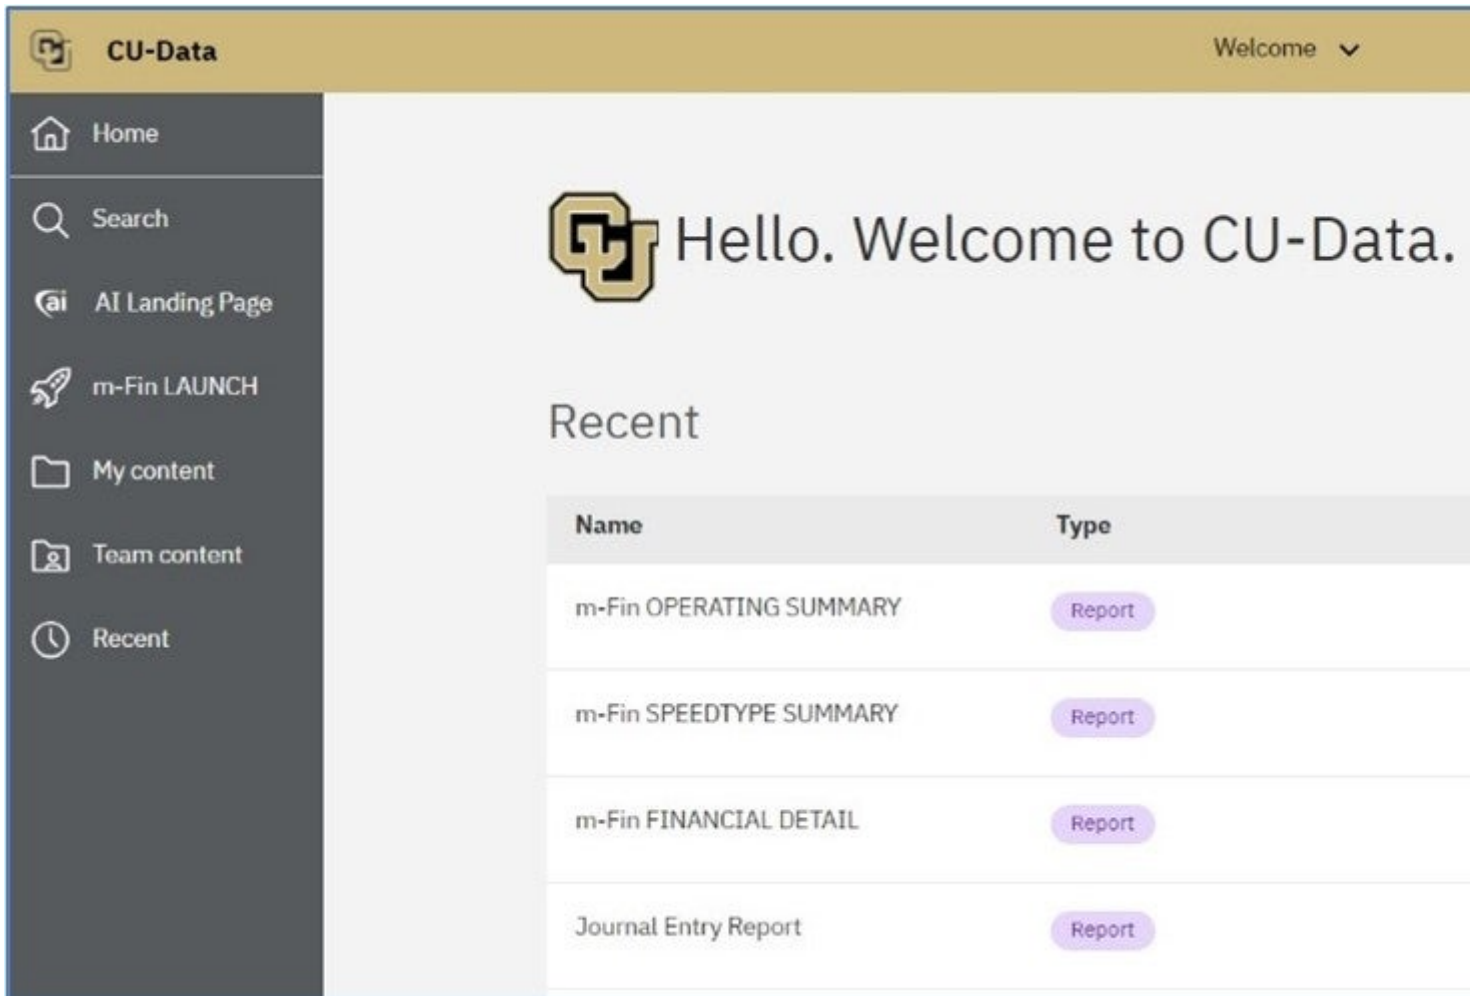 CU-Data
Welcome
Home
Search
ai AI Landing Page
m-Fin LAUNCH
My content
Team content
Recent
CU Hello. Welcome to CU-Data.
Recent
Name Type
m-Fin OPERATING SUMMARY Report
m-Fin SPEEDTYPE SUMMARY Report
m-Fin FINANCIAL DETAIL Report
Journal Entry Report Report